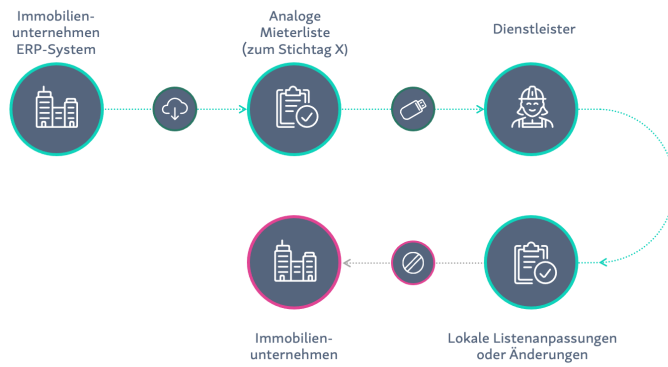 Immobilien-
unternehmen
ERP-System
Analoge
Mieterliste
(zum Stichtag X)
Dienstleister
Immobilien-
unternehmen
Lokale Listenanpassungen
oder Änderungen